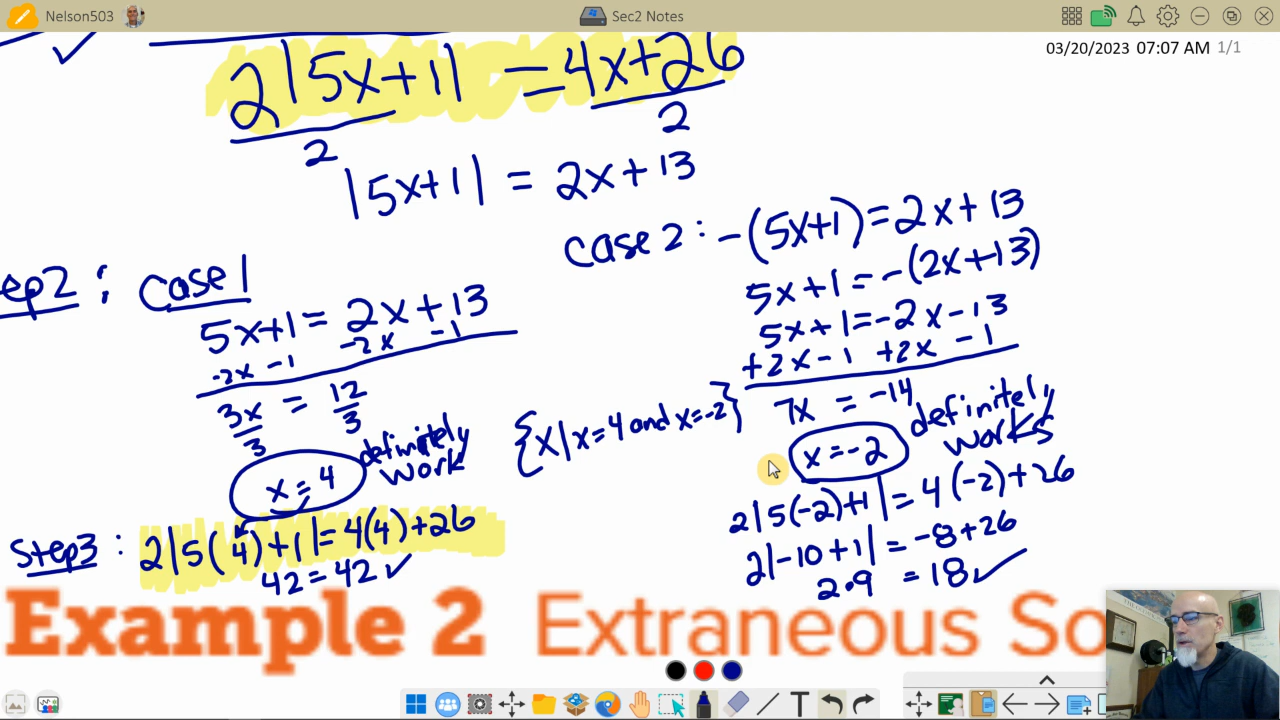 Nelson503
Sec2 Notes
03/20/2023 07:07 AM 1/1
2|5x+1| = 4x+26
2 2
|5x+1| = 2x+13
ep2 : case 1
5x+1 = 2x+13
-2x -1 -2x -1
3x = 12
3 3
x = 4
definitely
work
{x|x=4 and x=-2}
case 2 : -(5x+1) = 2x+13
5x+1 = -(2x+13)
5x+1 = -2x-13
+2x -1 +2x -1
7x = -14
x = -2
definitely
works
Step3 : 2|5(4)+1| = 4(4)+26
42 = 42 ✓
2|5(-2)+1| = 4(-2)+26
2|-10+1| = -8+26
2•9 = 18 ✓
Example 2 Extraneous So